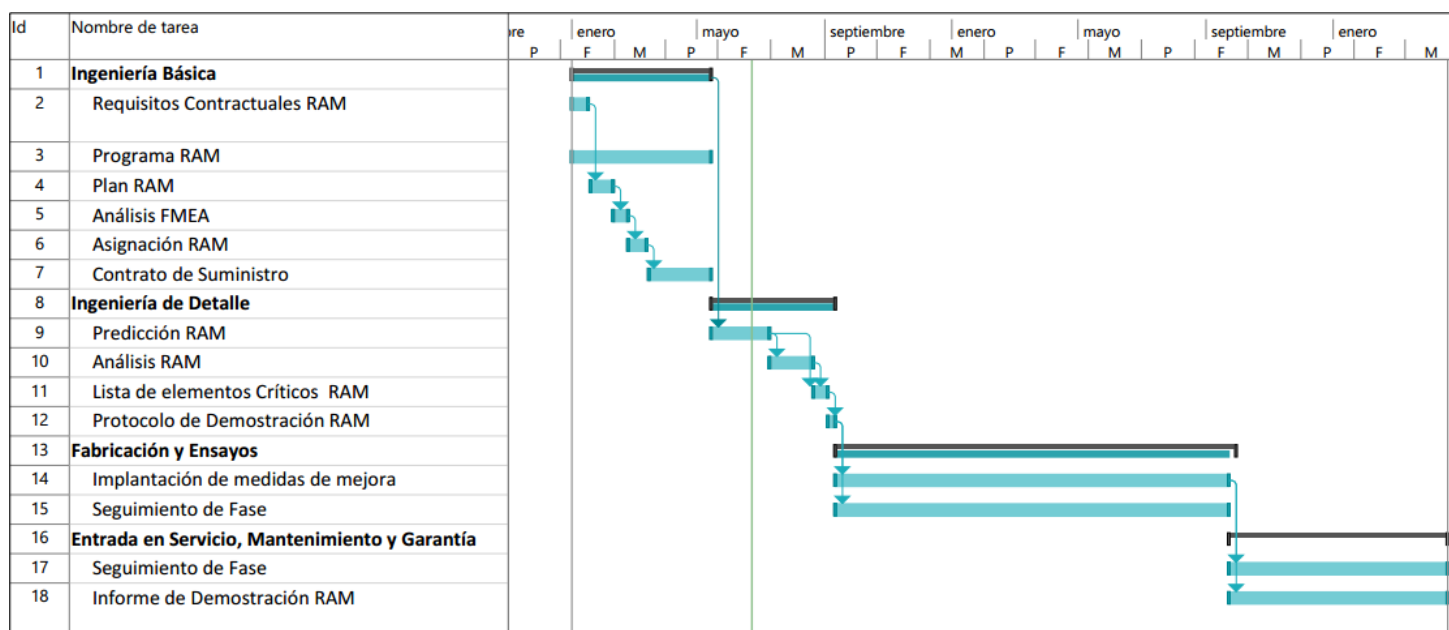 Id Nombre de tarea
re enero mayo septiembre enero mayo septiembre enero
P F M P F M P F M P F M P F M P F M
1 Ingeniería Básica
2 Requisitos Contractuales RAM
3 Programa RAM
4 Plan RAM
5 Análisis FMEA
6 Asignación RAM
7 Contrato de Suministro
8 Ingeniería de Detalle
9 Predicción RAM
10 Análisis RAM
11 Lista de elementos Críticos RAM
12 Protocolo de Demostración RAM
13 Fabricación y Ensayos
14 Implantación de medidas de mejora
15 Seguimiento de Fase
16 Entrada en Servicio, Mantenimiento y Garantía
17 Seguimiento de Fase
18 Informe de Demostración RAM